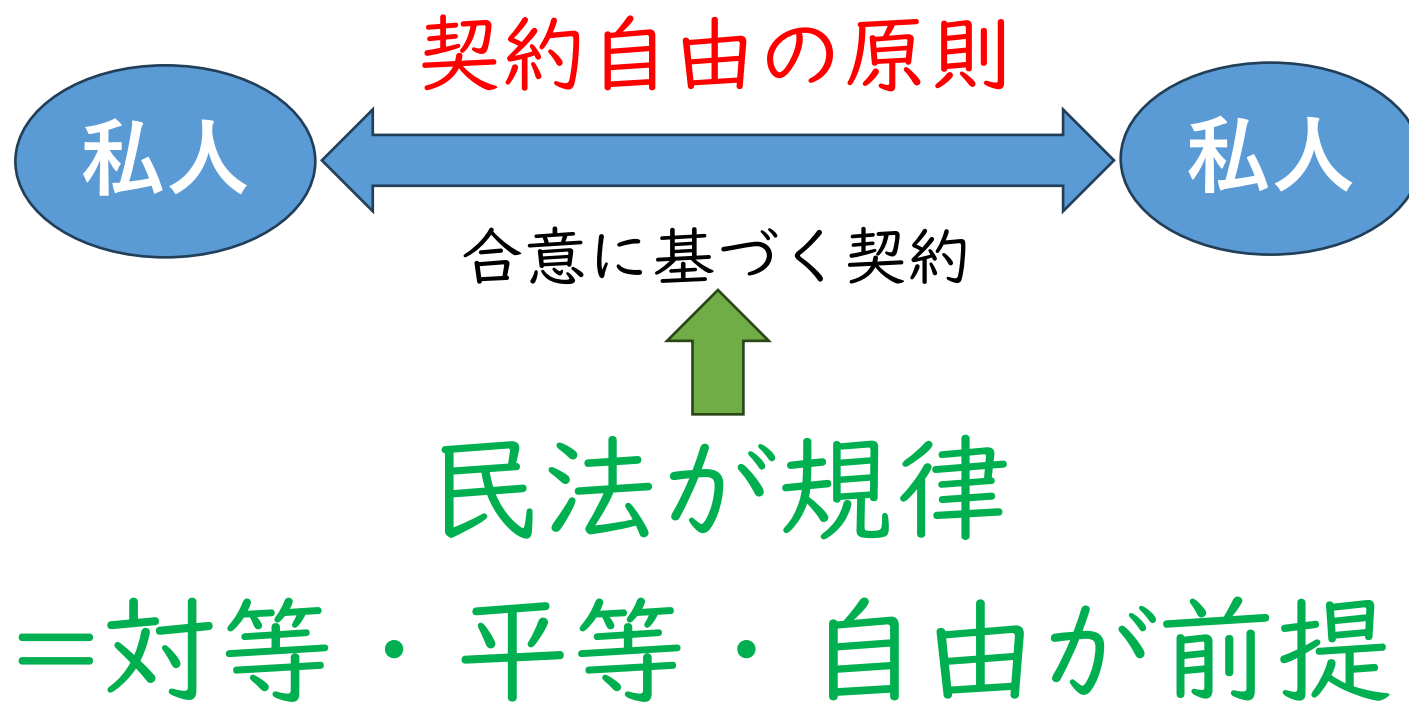 契約自由の原則
私人
私人
合意に基づく契約
民法が規律
=対等・平等・自由が前提